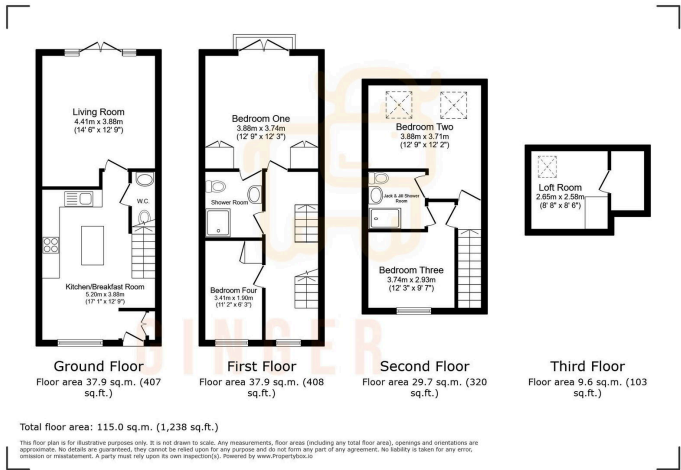 Living Room
4.41m x 3.88m
(14' 6" x 12' 9")
W.C.
Kitchen/Breakfast Room
5.20m x 3.88m
(17' 1" x 12' 9")
Ground Floor
Floor area 37.9 sq.m. (407
sq.ft.)
Bedroom One
3.88m x 3.74m
(12' 9" x 12' 3")
Shower Room
Bedroom Four
3.41m x 1.90m
(11' 2" x 6' 3")
First Floor
Floor area 37.9 sq.m. (408
sq.ft.)
Bedroom Two
3.88m x 3.71m
(12' 9" x 12' 2")
Jack & Jill Shower
Room
Bedroom Three
3.74m x 2.93m
(12' 3" x 9' 7")
Second Floor
Floor area 29.7 sq.m. (320
sq.ft.)
Loft Room
2.65m x 2.58m
(8' 8" x 8' 6")
Third Floor
Floor area 9.6 sq.m. (103
sq.ft.)
GINGER
Total floor area: 115.0 sq.m. (1,238 sq.ft.)
This floor plan is for illustrative purposes only. It is not drawn to scale. Any measurements, floor areas (including any total floor area), openings and orientations are
approximate. No details are guaranteed, they cannot be relied upon for any purpose and do not form any part of any agreement. No liability is taken for any error,
omission or misstatement. A party must rely upon its own inspection(s). Powered by www.Propertybox.io